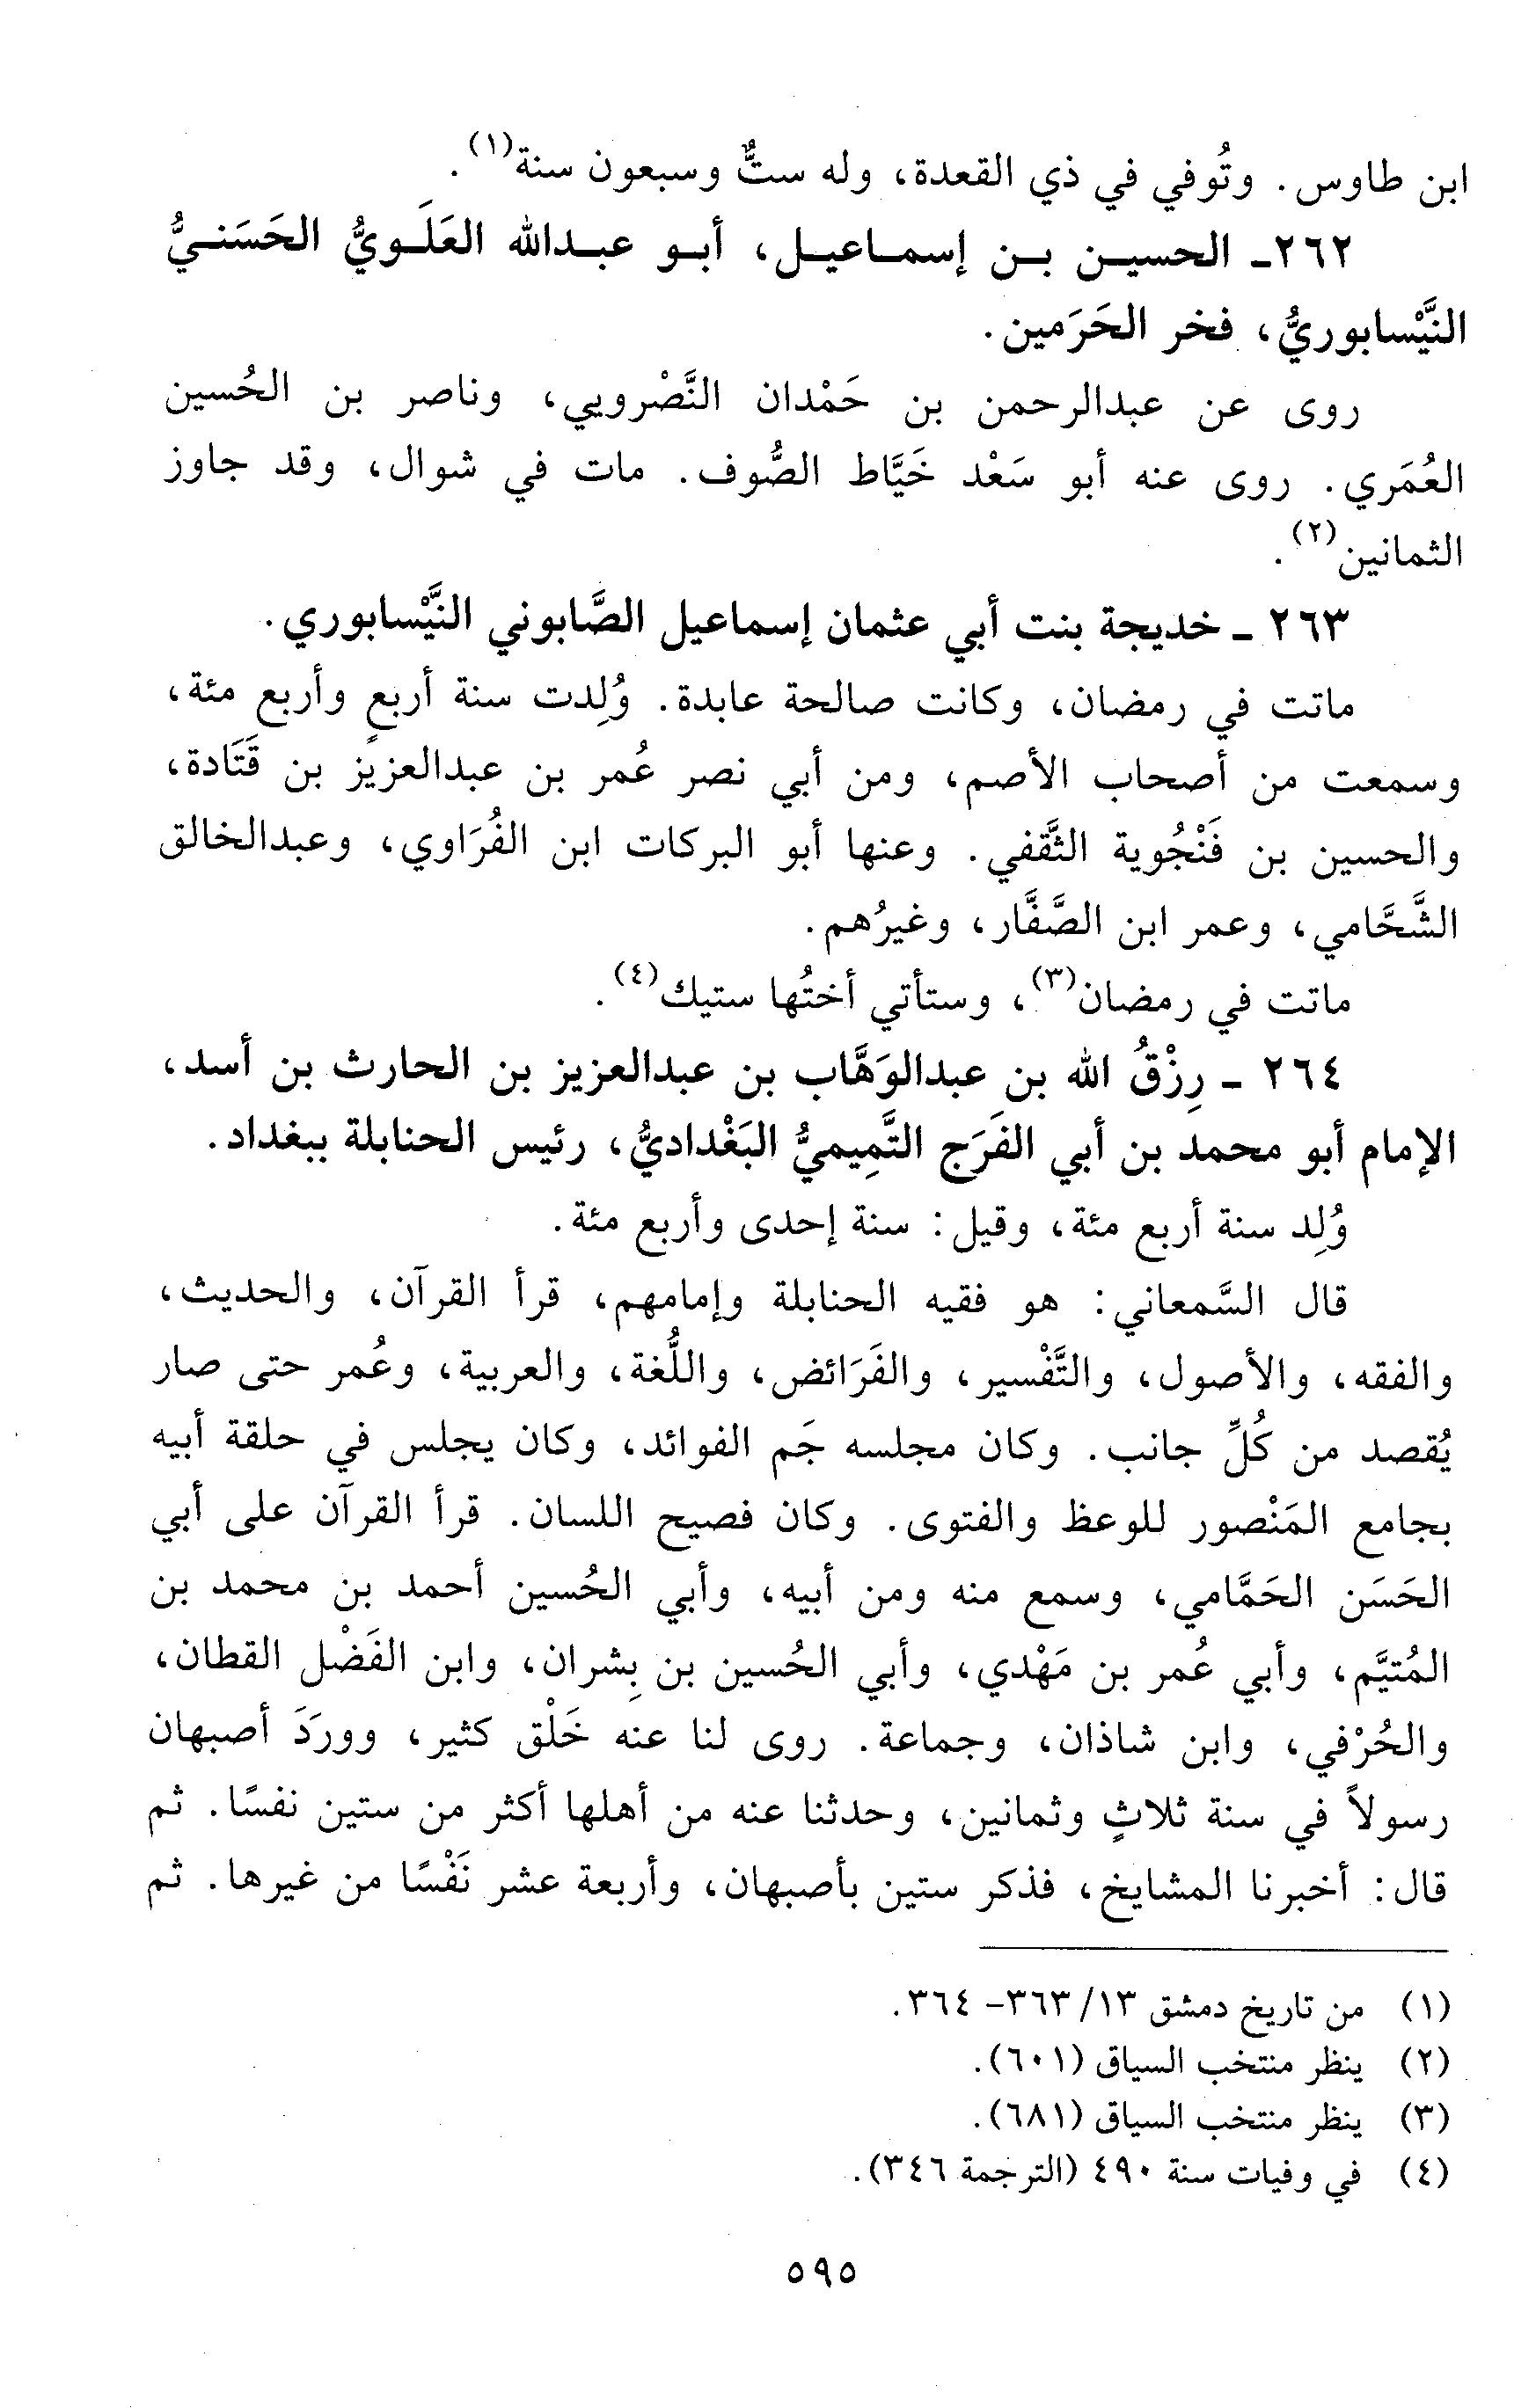 ابن طاوس. وتُوفي في ذي القعدة، وله ستٌّ وسبعون سنة(١).
٢٦٢- الحسين بن إسماعيل، أبو عبدالله العَلَويُّ الحَسَنيُّ
النَّيْسابوريُّ، فخر الحَرَمين.
روى عن عبدالرحمن بن حَمْدان النَّصْرويي، وناصر بن الحُسين
العُمَري. روى عنه أبو سَعْد خَيَّاط الصُّوف. مات في شوال، وقد جاوز
الثمانين(٢).
٢٦٣ - خديجة بنت أبي عثمان إسماعيل الصَّابوني النَّيْسابوري.
ماتت في رمضان، وكانت صالحة عابدة. وُلِدت سنة أربعٍ وأربع مئة،
وسمعت من أصحاب الأصم، ومن أبي نصر عُمر بن عبدالعزيز بن قَتَادة،
والحسين بن فَنْجُوية الثَّقفي. وعنها أبو البركات ابن الفُرَاوي، وعبدالخالق
الشَّحَّامي، وعمر ابن الصَّفَّار، وغيرُهم.
ماتت في رمضان(٣)، وستأتي أختُها ستيك(٤).
٢٦٤ - رِزْقُ الله بن عبدالوَهَّاب بن عبدالعزيز بن الحارث بن أسد،
الإمام أبو محمد بن أبي الفَرَج التَّمِيميُّ البَغْداديُّ، رئيس الحنابلة ببغداد.
وُلِد سنة أربع مئة، وقيل: سنة إحدى وأربع مئة.
قال السَّمعاني: هو فقيه الحنابلة وإمامهم، قرأ القرآن، والحديث،
والفقه، والأصول، والتَّفْسير، والفَرَائض، واللُّغة، والعربية، وعُمر حتى صار
يُقصد من كُلِّ جانب. وكان مجلسه جَم الفوائد، وكان يجلس في حلقة أبيه
بجامع المَنْصور للوعظ والفتوى. وكان فصيح اللسان. قرأ القرآن على أبي
الحَسَن الحَمَّامي، وسمع منه ومن أبيه، وأبي الحُسين أحمد بن محمد بن
المُتيَّم، وأبي عُمر بن مَهْدي، وأبي الحُسين بن بِشران، وابن الفَضْل القطان،
والحُرْفي، وابن شاذان، وجماعة. روى لنا عنه خَلْق كثير، وورَدَ أصبهان
رسولاً في سنة ثلاثٍ وثمانين، وحدثنا عنه من أهلها أكثر من ستين نفسًا. ثم
قال: أخبرنا المشايخ، فذكر ستين بأصبهان، وأربعة عشر نَفْسًا من غيرها. ثم
(١) من تاريخ دمشق ١٣/ ٣٦٣- ٣٦٤.
(٢) ينظر منتخب السياق (٦٠١).
(٣) ينظر منتخب السياق (٦٨١).
(٤) في وفيات سنة ٤٩٠ (الترجمة ٣٤٦).
٥٩٥